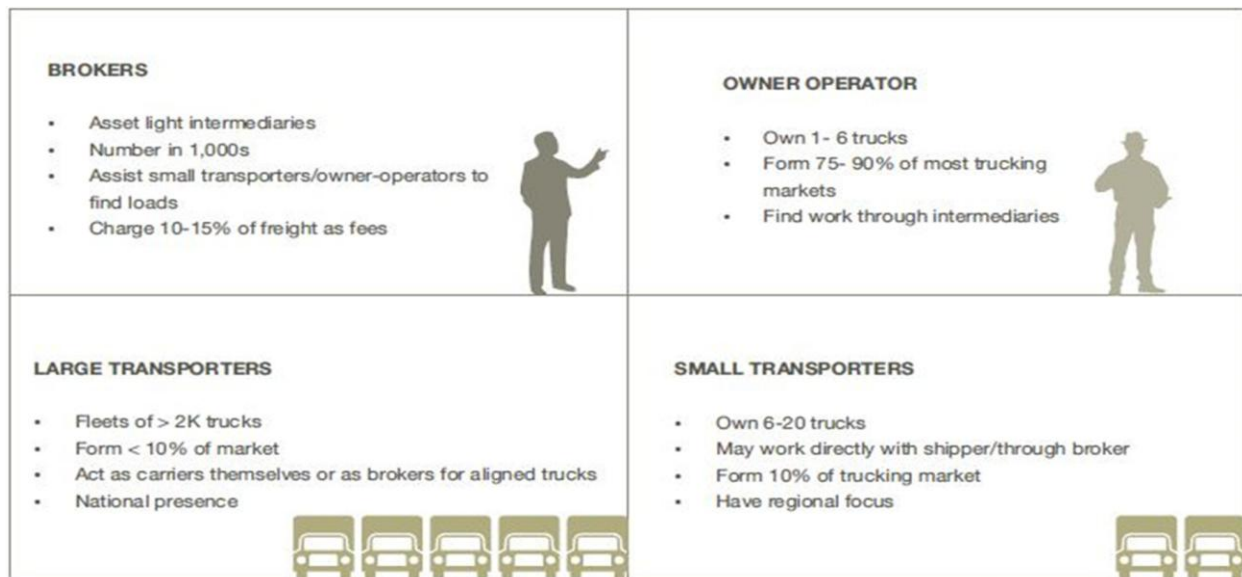 BROKERS
• Asset light intermediaries
• Number in 1,000s
• Assist small transporters/owner-operators to
find loads
• Charge 10-15% of freight as fees
OWNER OPERATOR
• Own 1- 6 trucks
• Form 75- 90% of most trucking
markets
• Find work through intermediaries
LARGE TRANSPORTERS
• Fleets of > 2K trucks
• Form < 10% of market
• Act as carriers themselves or as brokers for aligned trucks
• National presence
SMALL TRANSPORTERS
• Own 6-20 trucks
• May work directly with shipper/through broker
• Form 10% of trucking market
• Have regional focus